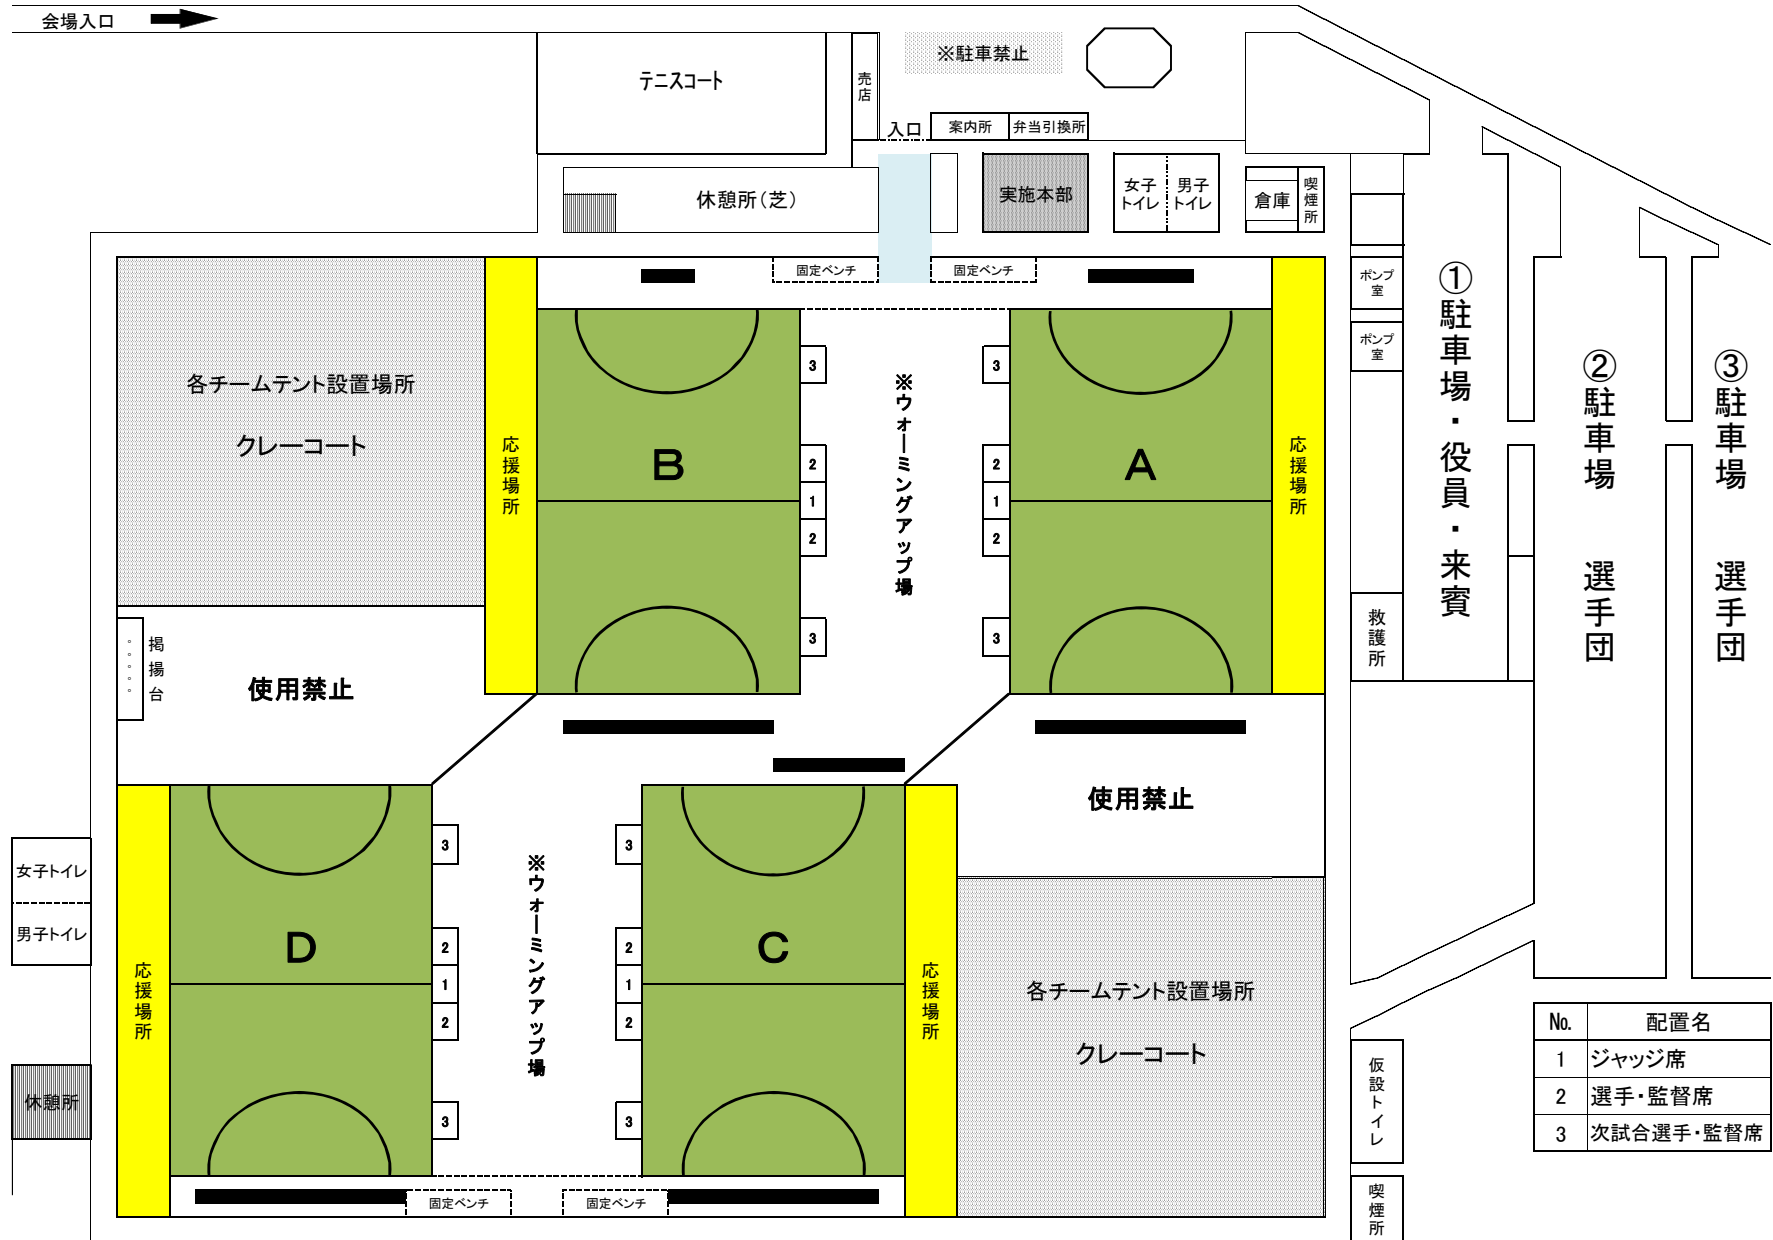 会場入口
※駐車禁止
テニスコート
売店
入口
案内所
弁当引換所
休憩所(芝)
実施本部
女子
トイレ
男子
トイレ
倉庫
喫煙所
固定ベンチ
固定ベンチ
ポンプ
室
ポンプ
室
①駐車場・役員・来賓
②駐車場 選手団
③駐車場 選手団
各チームテント設置場所
クレーコート
応援場所
B
3
2
1
2
3
※ウォーミングアップ場
3
2
1
2
3
A
応援場所
救護所
掲揚台
使用禁止
使用禁止
女子トイレ
男子トイレ
休憩所
応援場所
D
3
2
1
2
3
※ウォーミングアップ場
3
2
1
2
3
C
応援場所
各チームテント設置場所
クレーコート
固定ベンチ
固定ベンチ
仮設トイレ
喫煙所
No. 配置名
1 ジャッジ席
2 選手・監督席
3 次試合選手・監督席